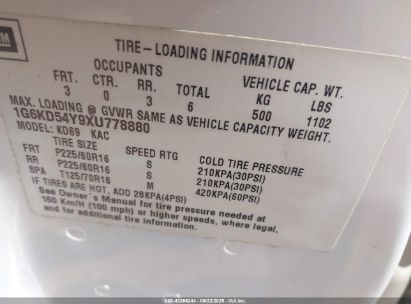 GM
TIRE-LOADING INFORMATION
OCCUPANTS VEHICLE CAP. WT.
FRT. CTR. RR. TOTAL KG LBS
3 0 3 6 500 1102
MAX. LOADING @ GVWR SAME AS VEHICLE CAPACITY WEIGHT.
1G6KD54Y9XU778880
MODEL: KD69 KAC
TIRE SIZE SPEED RTG COLD TIRE PRESSURE
FRT P225/60R16 S 210KPA(30PSI)
RR P225/60R16 S 210KPA(30PSI)
SPA T125/70R16 M 420KPA(60PSI)
IF TIRES ARE HOT, ADD 28KPA(4PSI)
See Owner's Manual for tire pressure needed at
160 Km/H (100 mph) or higher speeds, where legal,
and for additional tire information.